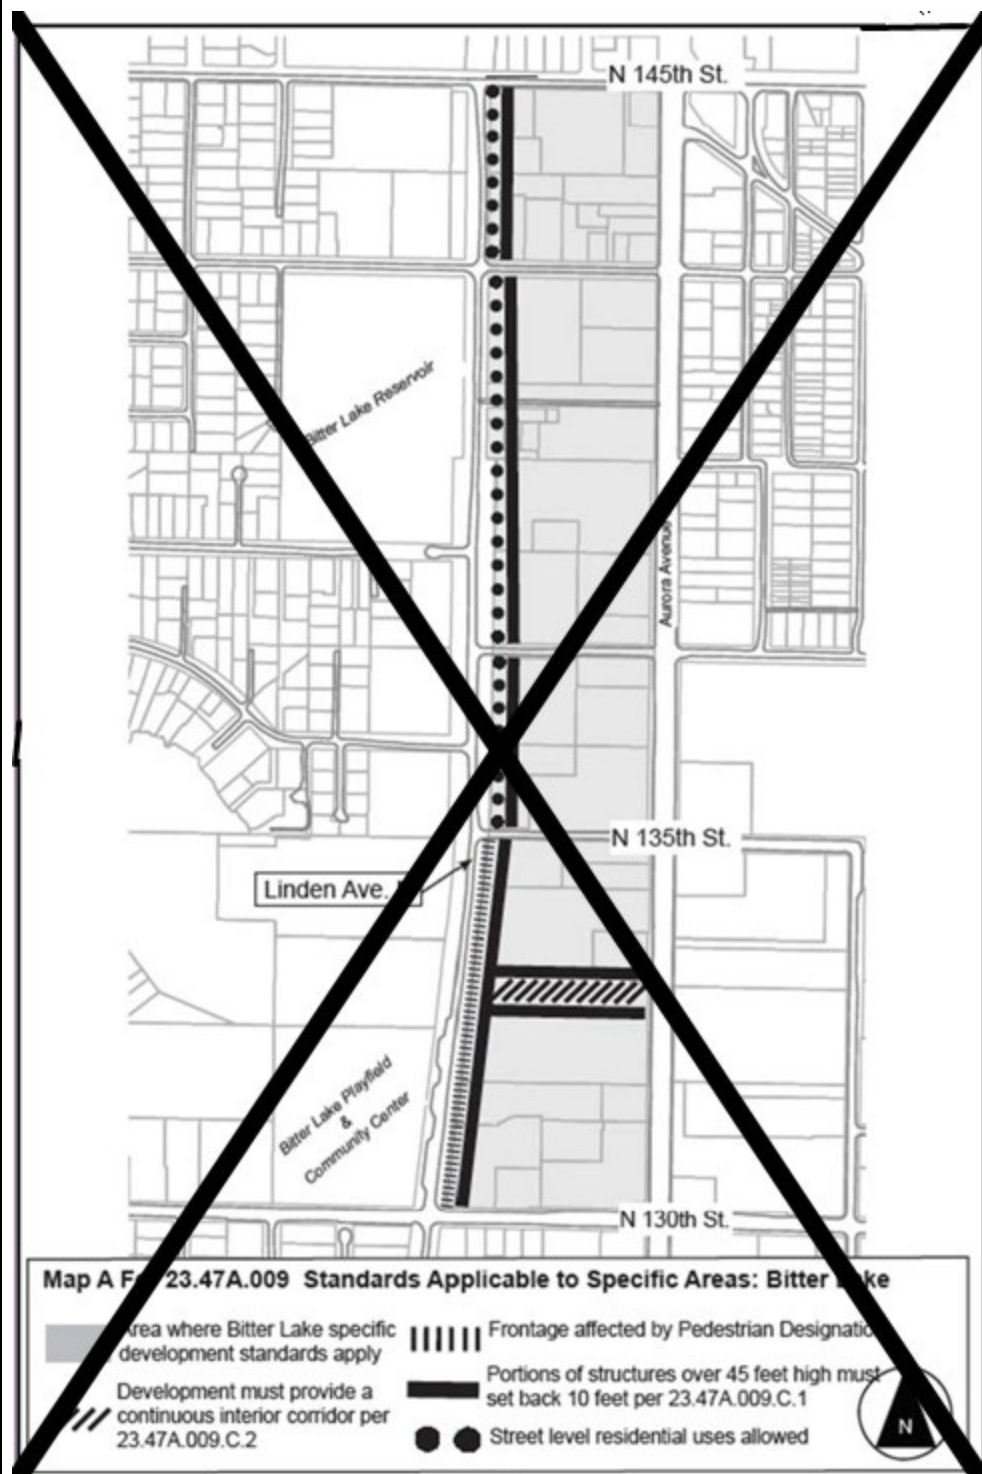 N 145th St.
Bitter Lake Reservoir
Aurora Avenue
N 135th St.
Linden Ave.
Bitter Lake Playfield
&
Community Center
N 130th St.
Map A 23.47A.009 Standards Applicable to Specific Areas: Bitter
Area where Bitter Lake specific
development standards apply
Development must provide a
continuous interior corridor per
23.47A.009.C.2
Frontage affected by Pedestrian
Portions of structures over 45 feet high must
set back 10 feet per 23.47A.009.C.1
Street level residential uses allowed
N